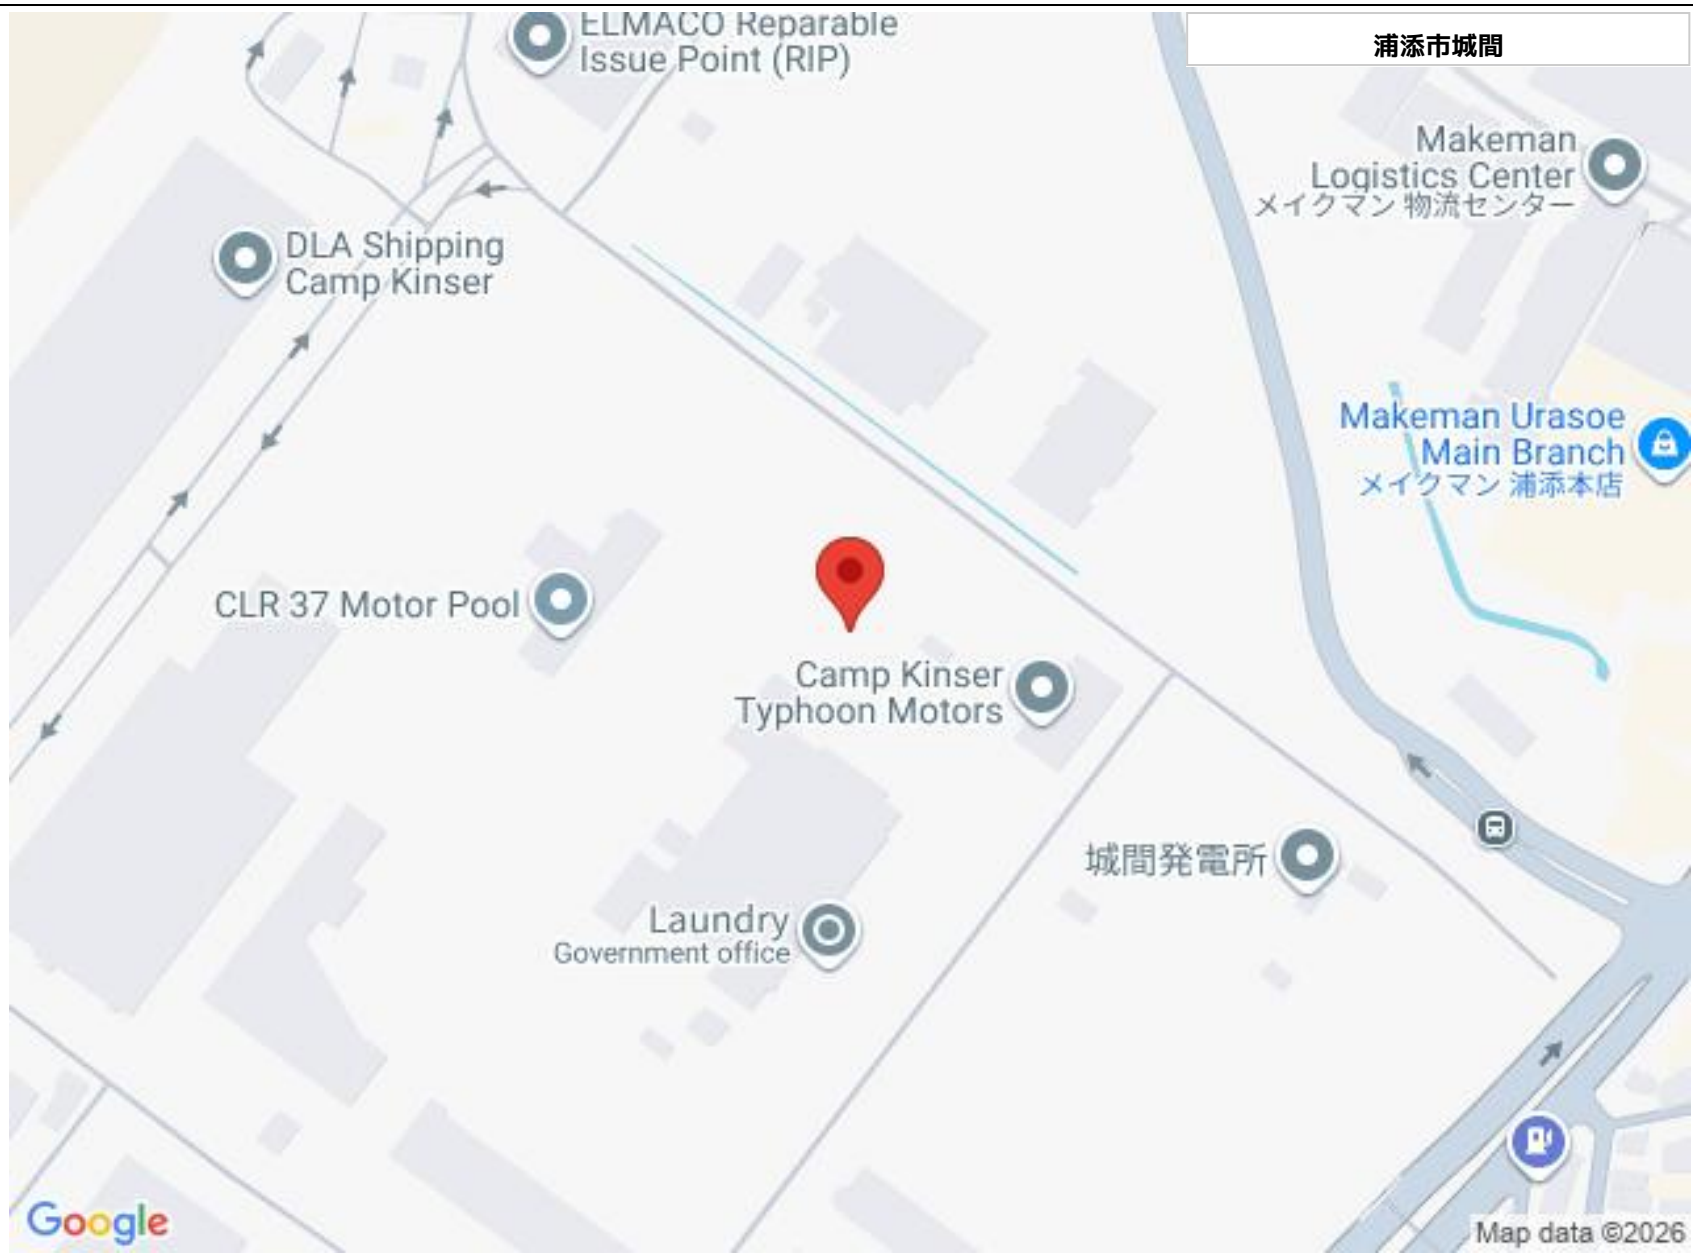 ELMACO Reparable
Issue Point (RIP)
浦添市城間
Makeman
Logistics Center
メイクマン 物流センター
DLA Shipping
Camp Kinser
Makeman Urasoe
Main Branch
メイクマン 浦添本店
CLR 37 Motor Pool
Camp Kinser
Typhoon Motors
城間発電所
Laundry
Government office
Google
Map data ©2026